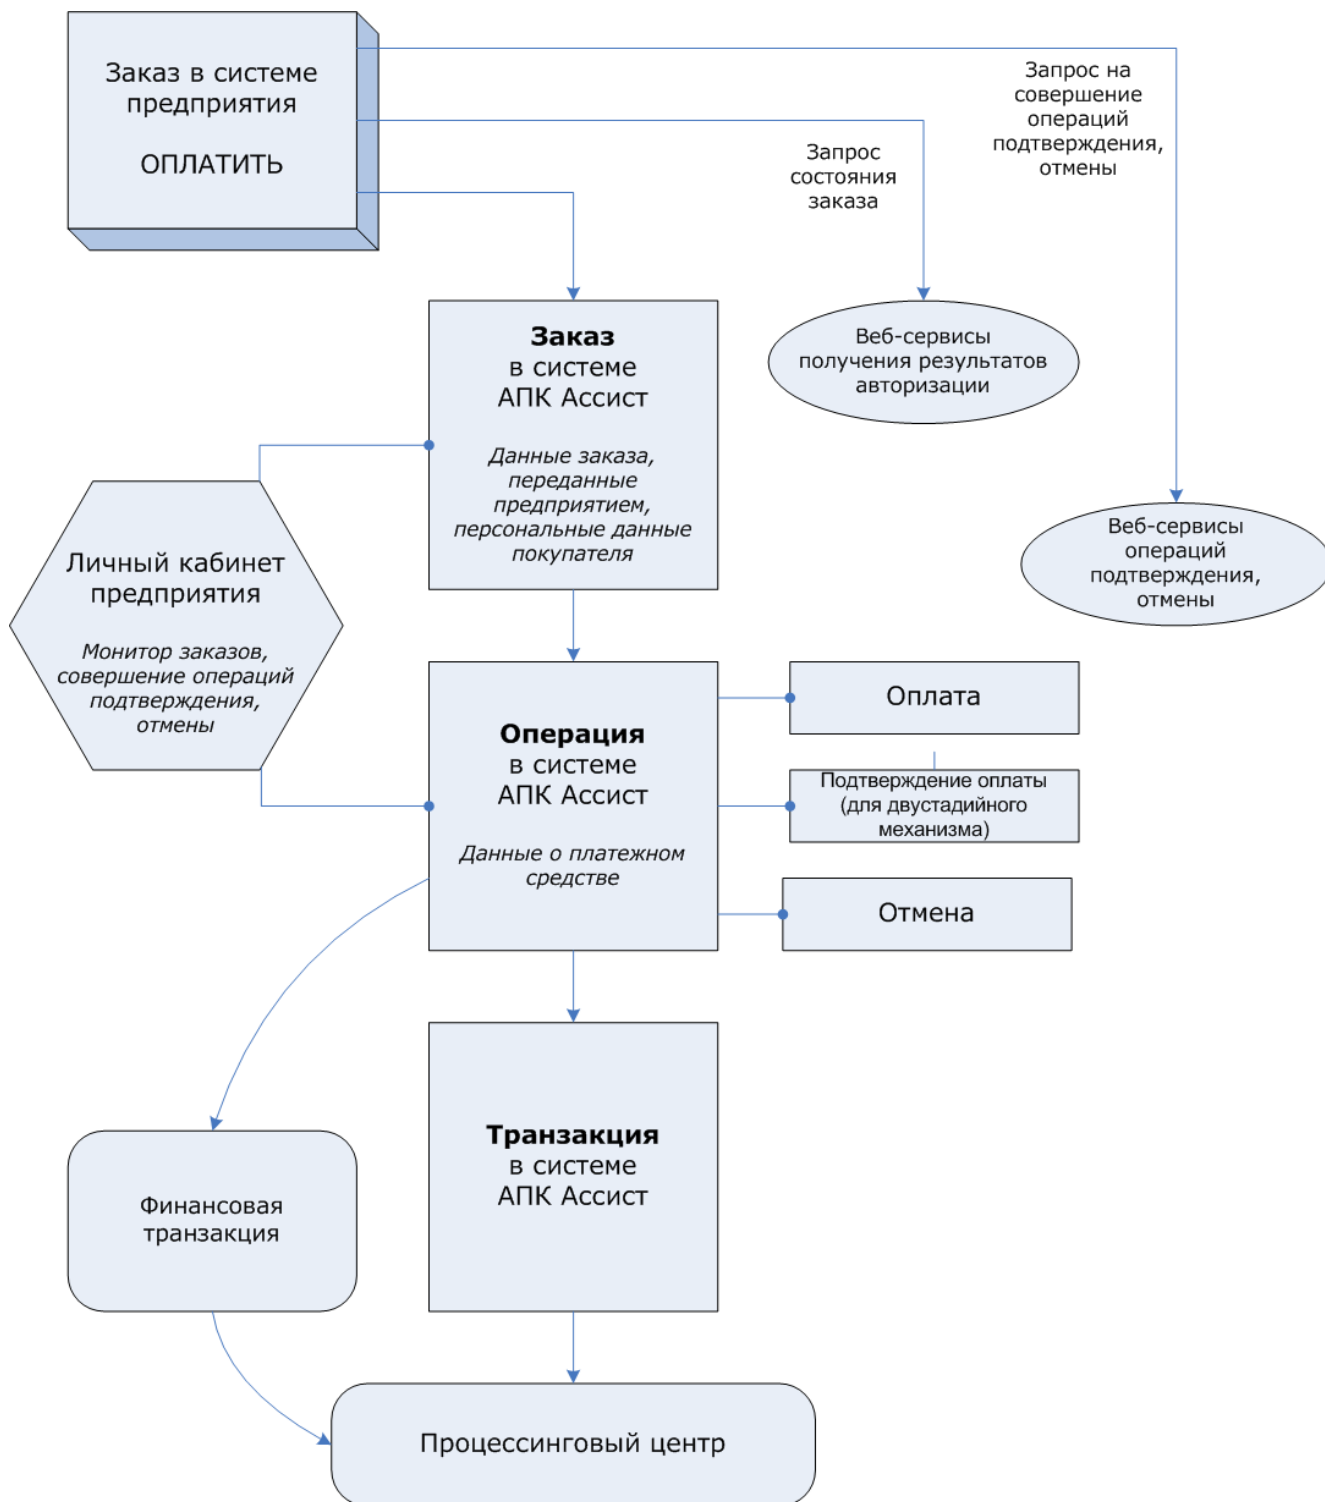 Заказ в системе
предприятия
ОПЛАТИТЬ
Запрос на
совершение
операций
подтверждения,
отмены
Запрос
состояния
заказа
Заказ
в системе
АПК Ассист
Данные заказа,
переданные
предприятием,
персональные данные
покупателя
Веб-сервисы
получения результатов
авторизации
Веб-сервисы
операций
подтверждения,
отмены
Личный кабинет
предприятия
Монитор заказов,
совершение операций
подтверждения,
отмены
Операция
в системе
АПК Ассист
Данные о платежном
средстве
Оплата
Подтверждение оплаты
(для двустадийного
механизма)
Отмена
Транзакция
в системе
АПК Ассист
Финансовая
транзакция
Процессинговый центр